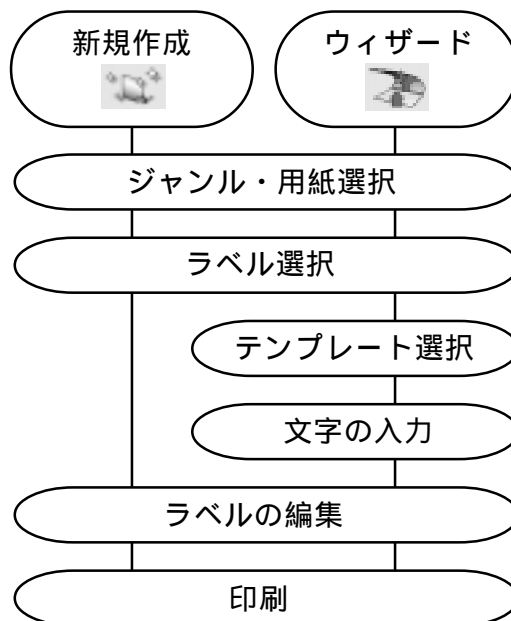 新規作成
ウィザード
ジャンル・用紙選択
ラベル選択
テンプレート選択
文字の入力
ラベルの編集
印刷